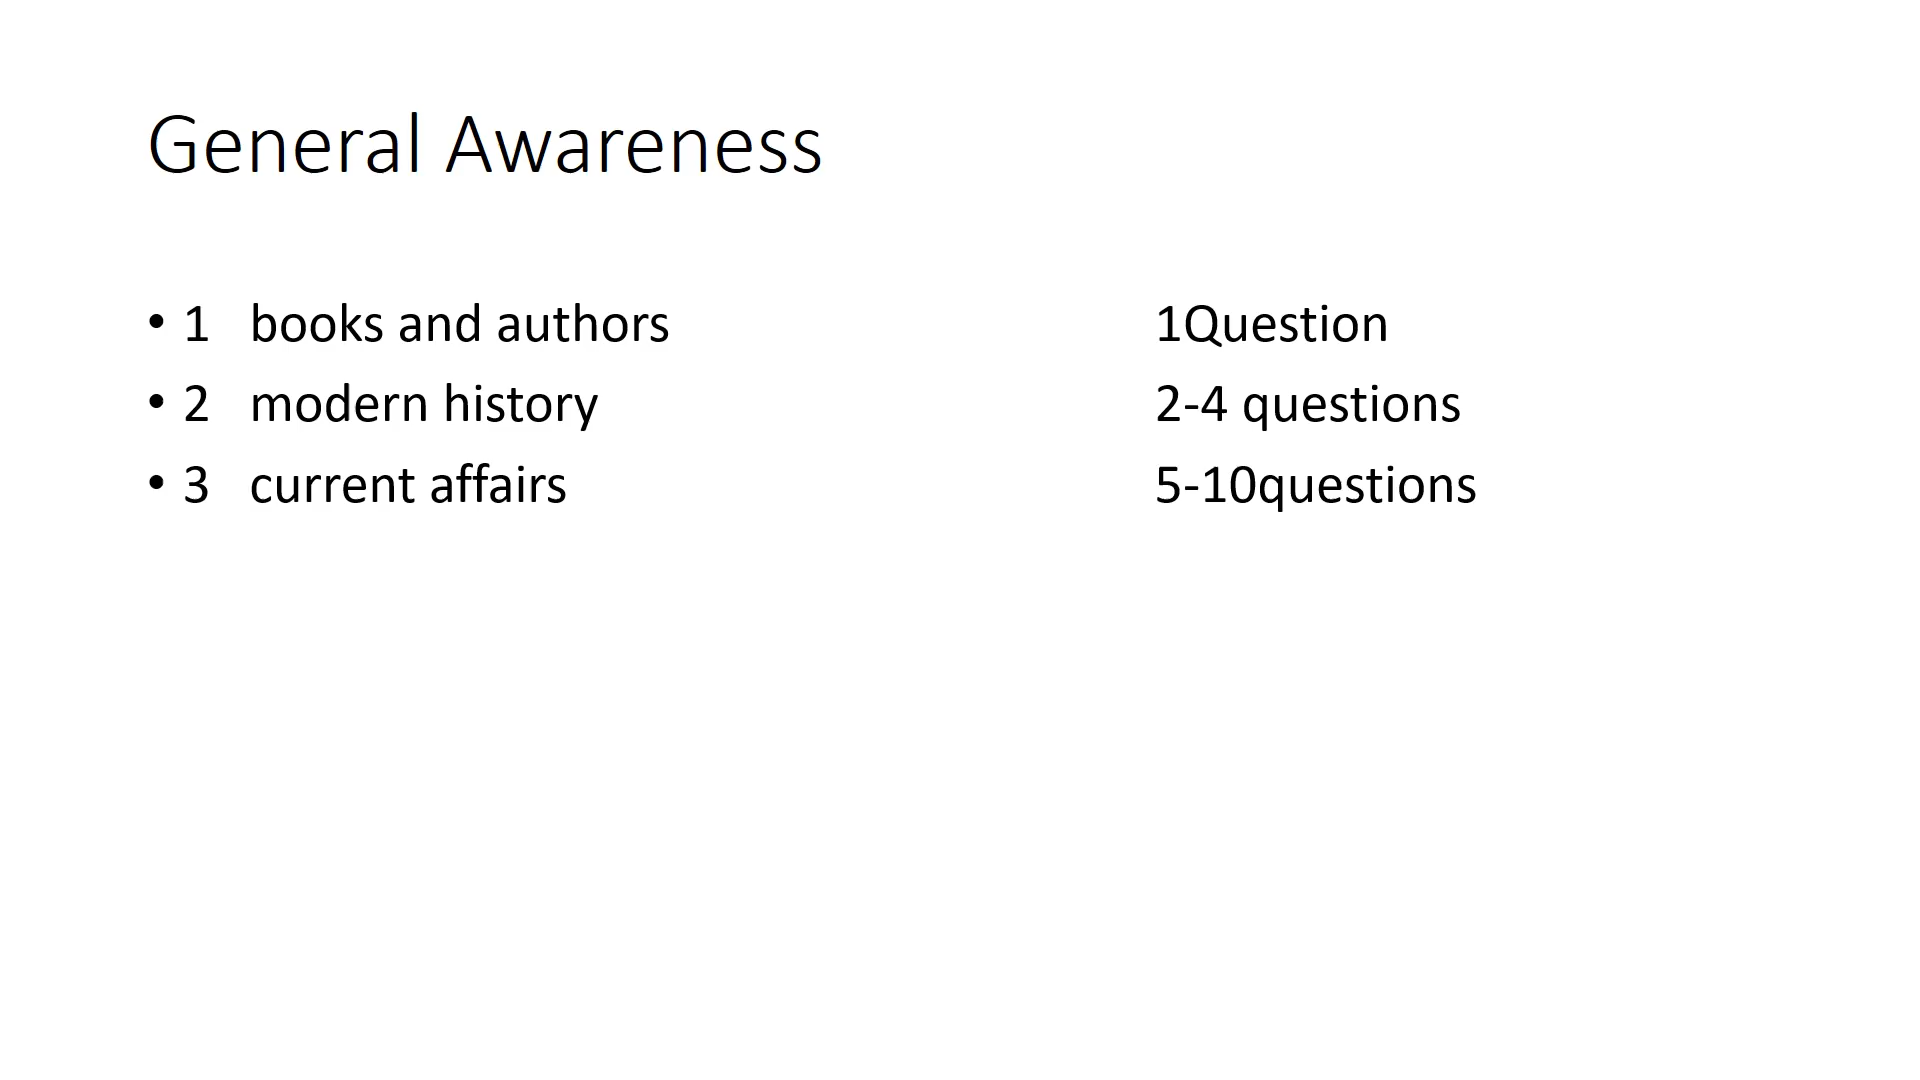 General Awareness
• 1 books and authors 1Question
• 2 modern history 2-4 questions
• 3 current affairs 5-10questions